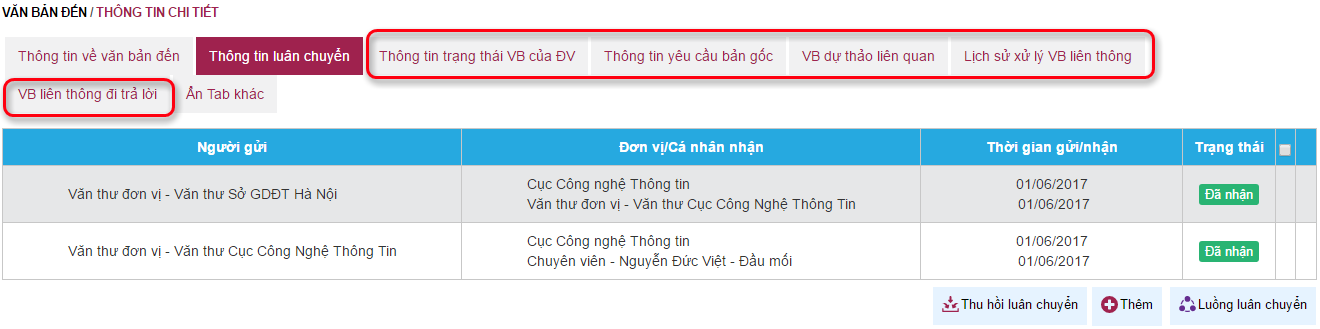 VĂN BẢN ĐẾN / THÔNG TIN CHI TIẾT
Thông tin về văn bản đến Thông tin luân chuyển Thông tin trạng thái VB của ĐV Thông tin yêu cầu bản gốc VB dự thảo liên quan Lịch sử xử lý VB liên thông
VB liên thông đi trả lời Ẩn Tab khác
Người gửi Đơn vị/Cá nhân nhận Thời gian gửi/nhận Trạng thái
Văn thư đơn vị - Văn thư Sở GDĐT Hà Nội Cục Công nghệ Thông tin 01/06/2017 Đã nhận
Văn thư đơn vị - Văn thư Cục Công Nghệ Thông Tin 01/06/2017
Văn thư đơn vị - Văn thư Cục Công Nghệ Thông Tin Cục Công nghệ Thông tin 01/06/2017 Đã nhận
Chuyên viên - Nguyễn Đức Việt - Đầu mối 01/06/2017
Thu hồi luân chuyển Thêm Luồng luân chuyển